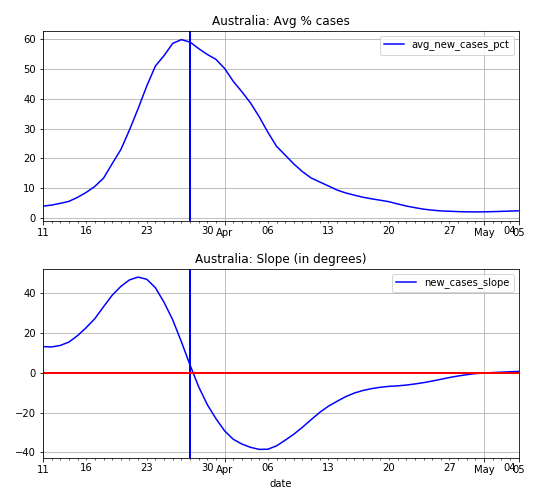 Australia: Avg % cases
avg_new_cases_pct
60
50
40
30
20
10
0
11 16 23 30 Apr 06 13 20 27 May 04 05
Australia: Slope (in degrees)
new_cases_slope
40
20
0
−20
−40
11 16 23 30 Apr 06 13 20 27 May 04 05
date